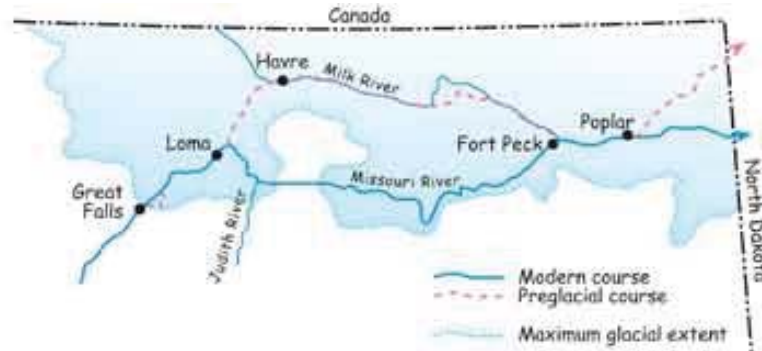 Canada
Havre
Milk River
Loma
Poplar
Fort Peck
Great
Falls
Missouri River
Judith River
North Dakota
Modern course
Preglacial course
Maximum glacial extent